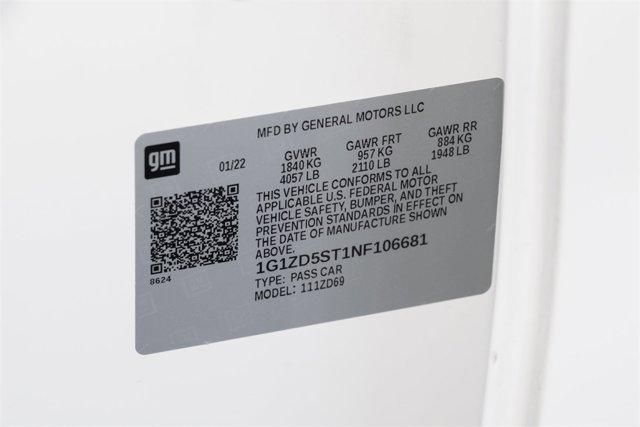 MFD BY GENERAL MOTORS LLC
gm
01/22
GVWR GAWR FRT GAWR RR
1840 KG 957 KG 884 KG
4057 LB 2110 LB 1948 LB
THIS VEHICLE CONFORMS TO ALL
APPLICABLE U.S. FEDERAL MOTOR
VEHICLE SAFETY, BUMPER, AND THEFT
PREVENTION STANDARDS IN EFFECT ON
THE DATE OF MANUFACTURE SHOWN
ABOVE.
1G1ZD5ST1NF106681
TYPE: PASS CAR
MODEL: 111ZD69
8624